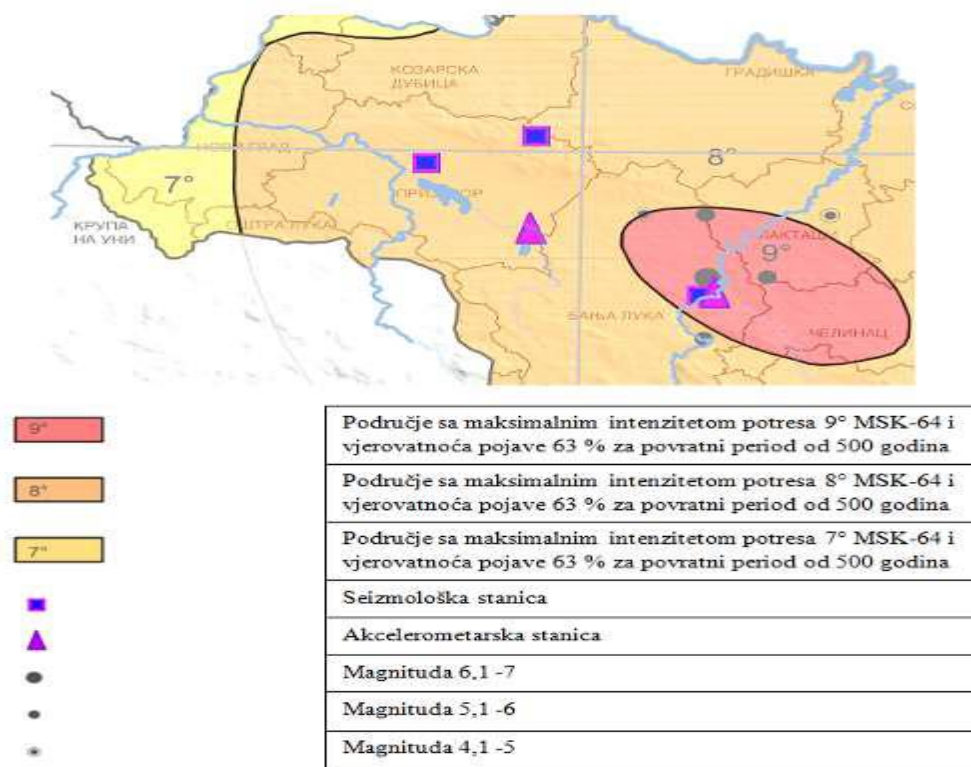 КОЗАРСКА
ДУБИЦА
ГРАДИШКА
НОВИ ГРАД
8°
7°
ПРИЈЕДОР
КРУПА
НА УНИ
ОШТРА ЛУКА
ЛАКТАШИ
9°
БАЊА ЛУКА
ЧЕЛИНАЦ
9° Područje sa maksimalnim intenzitetom potresa 9° MSK-64 i
vjerovatnoća pojave 63 % za povratni period od 500 godina
8° Područje sa maksimalnim intenzitetom potresa 8° MSK-64 i
vjerovatnoća pojave 63 % za povratni period od 500 godina
7° Područje sa maksimalnim intenzitetom potresa 7° MSK-64 i
vjerovatnoća pojave 63 % za povratni period od 500 godina
Seizmološka stanica
Akcelerometarska stanica
Magnituda 6,1 -7
Magnituda 5,1 -6
Magnituda 4,1 -5